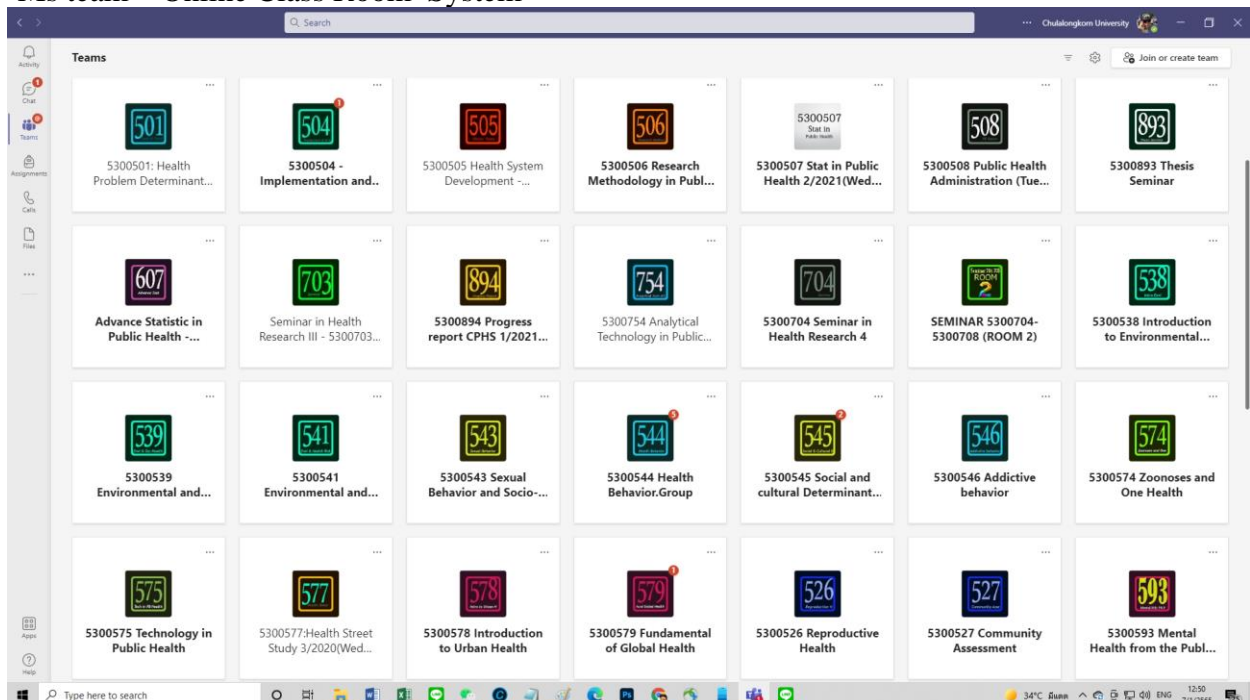 Ms team – Online Class Room System
Search
Chulalongkorn University
Activity
Chat
Teams
Assignments
Calls
Files
Apps
Help
Teams
Join or create team
501
504
505
506
5300507
Stat in
Public Health
508
893
5300501: Health
Problem Determinant...
5300504 -
Implementation and..
5300505 Health System
Development -...
5300506 Research
Methodology in Publ...
5300507 Stat in Public
Health 2/2021(Wed...
5300508 Public Health
Administration (Tue...
5300893 Thesis
Seminar
607
703
894
754
704
ROOM
2
538
Advance Statistic in
Public Health -...
Seminar in Health
Research III - 5300703...
5300894 Progress
report CPHS 1/2021...
5300754 Analytical
Technology in Public...
5300704 Seminar in
Health Research 4
SEMINAR 5300704-
5300708 (ROOM 2)
5300538 Introduction
to Environmental...
539
541
543
544
5
545
2
546
574
5300539
Environmental and...
5300541
Environmental and...
5300543 Sexual
Behavior and Socio-...
5300544 Health
Behavior.Group
5300545 Social and
cultural Determinant...
5300546 Addictive
behavior
5300574 Zoonoses and
One Health
575
577
578
579
1
526
527
593
5300575 Technology in
Public Health
5300577:Health Street
Study 3/2020(Wed...
5300578 Introduction
to Urban Health
5300579 Fundamental
of Global Health
5300526 Reproductive
Health
5300527 Community
Assessment
5300593 Mental
Health from the Publ...
Type here to search
34°C
ENG
12:50